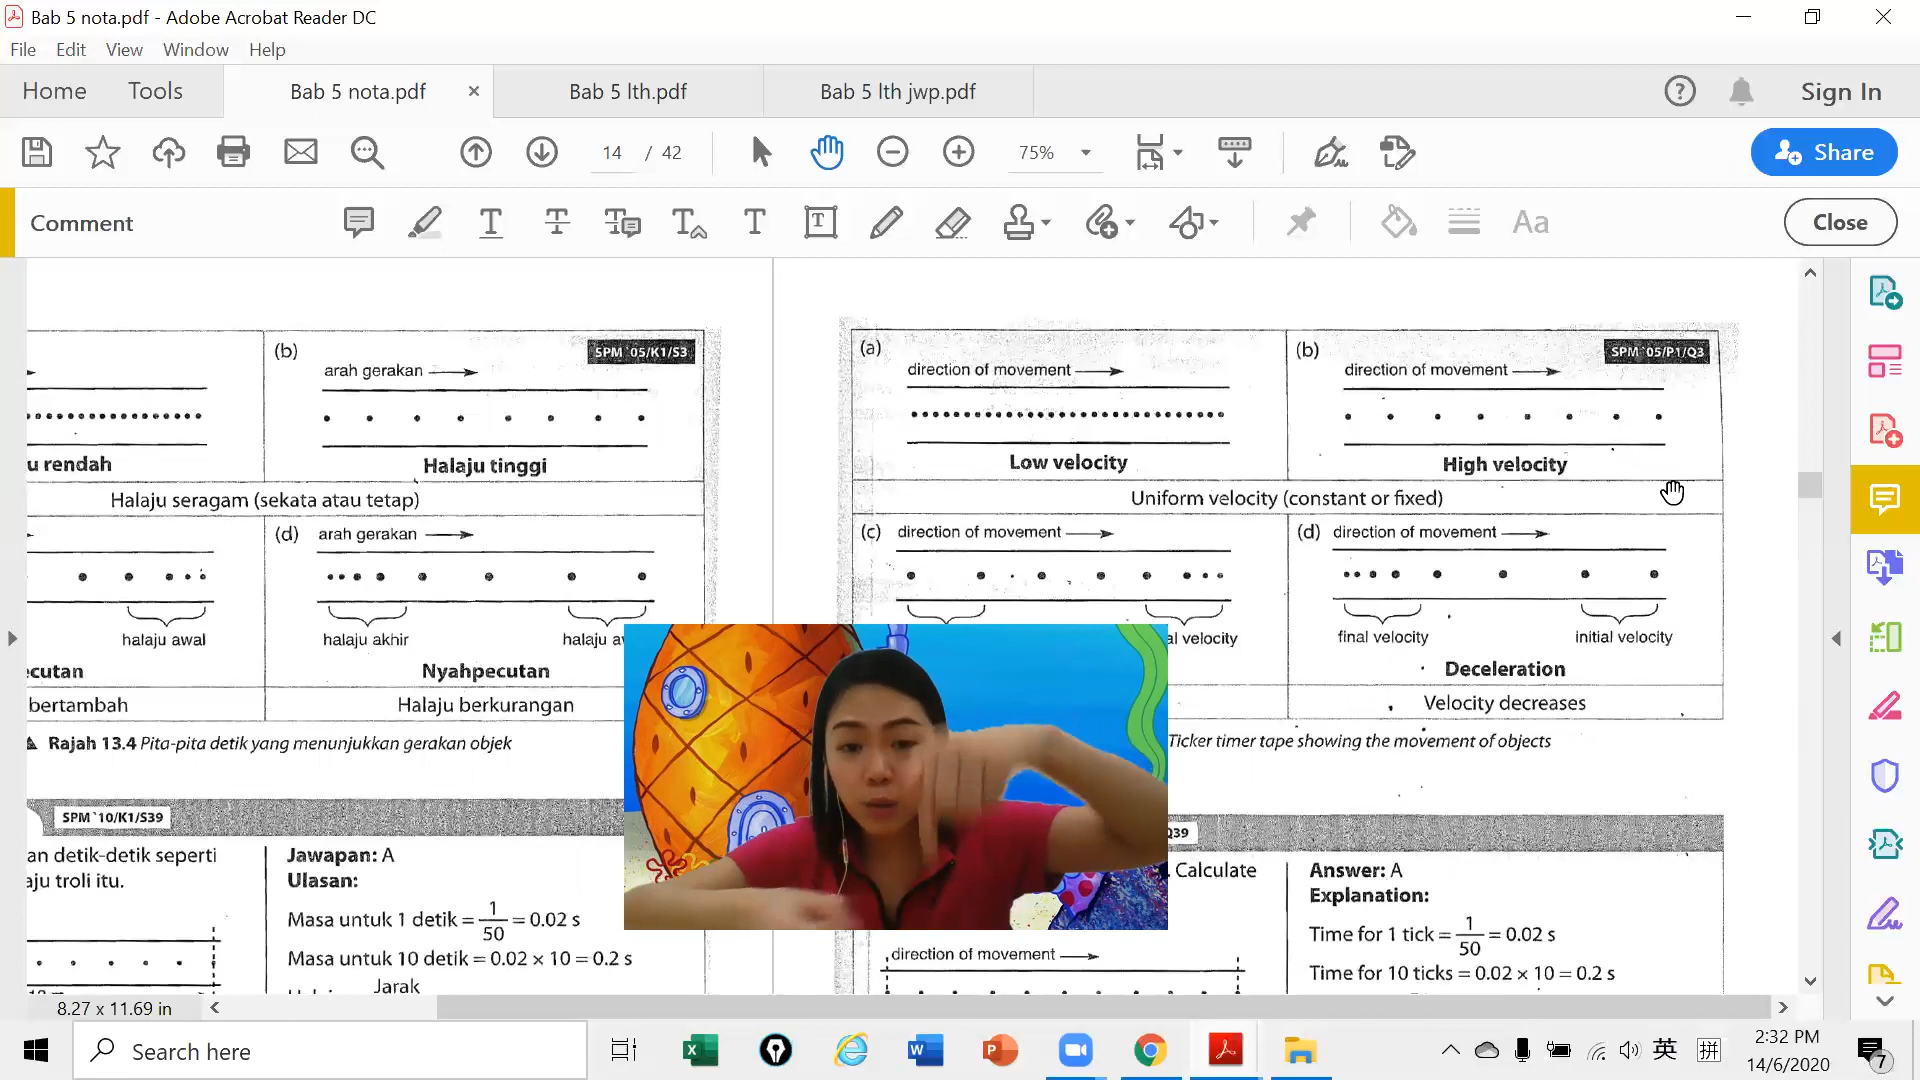 Bab 5 nota.pdf - Adobe Acrobat Reader DC
File Edit View Window Help
Home Tools Bab 5 nota.pdf Bab 5 lth.pdf Bab 5 lth jwp.pdf Sign In
14 / 42 75% Share
Comment Aa Close
(b) SPM `05/K1/S3
arah gerakan
u rendah
Halaju tinggi
Halaju seragam (sekata atau tetap)
(d) arah gerakan
halaju awal
halaju akhir
ecutan
Nyahpecutan
bertambah
Halaju berkurangan
Rajah 13.4 Pita-pita detik yang menunjukkan gerakan objek
SPM `10/K1/S39
an detik-detik seperti
aju troli itu.
Jawapan: A
Ulasan:
Masa untuk 1 detik = 1/50 = 0.02 s
Masa untuk 10 detik = 0.02 × 10 = 0.2 s
Jarak
(a)
direction of movement
Low velocity
(b) SPM `05/P1/Q3
direction of movement
High velocity
Uniform velocity (constant or fixed)
(c) direction of movement
al velocity
(d) direction of movement
final velocity initial velocity
Deceleration
Velocity decreases
Ticker timer tape showing the movement of objects
Q39
Calculate
direction of movement
Answer: A
Explanation:
Time for 1 tick = 1/50 = 0.02 s
Time for 10 ticks = 0.02 × 10 = 0.2 s
8.27 x 11.69 in
Search here
英 拼
2:32 PM
14/6/2020
7